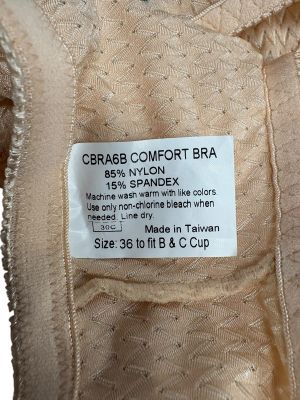 CBRA6B COMFORT BRA
85% NYLON
15% SPANDEX
Machine wash warm with like colors.
Use only non-chlorine bleach when
needed. Line dry.
30C Made in Taiwan
Size: 36 to fit B & C Cup